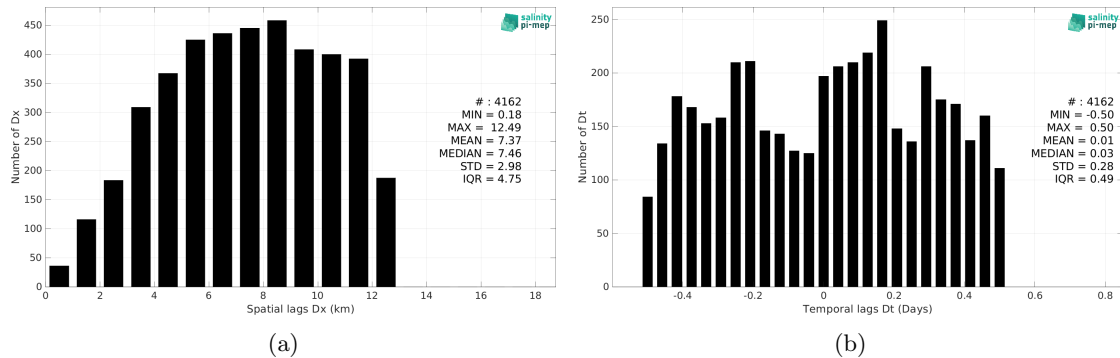 450
400
350
300
250
200
150
100
50
0
Number of Dx
0 2 4 6 8 10 12 14 16 18
Spatial lags Dx (km)
salinity
pi-mep
# : 4162
MIN = 0.18
MAX = 12.49
MEAN = 7.37
MEDIAN = 7.46
STD = 2.98
IQR = 4.75
(a)
250
200
150
100
50
0
Number of Dt
-0.4 -0.2 0 0.2 0.4 0.6 0.8
Temporal lags Dt (Days)
salinity
pi-mep
# : 4162
MIN = -0.50
MAX = 0.50
MEAN = 0.01
MEDIAN = 0.03
STD = 0.28
IQR = 0.49
(b)